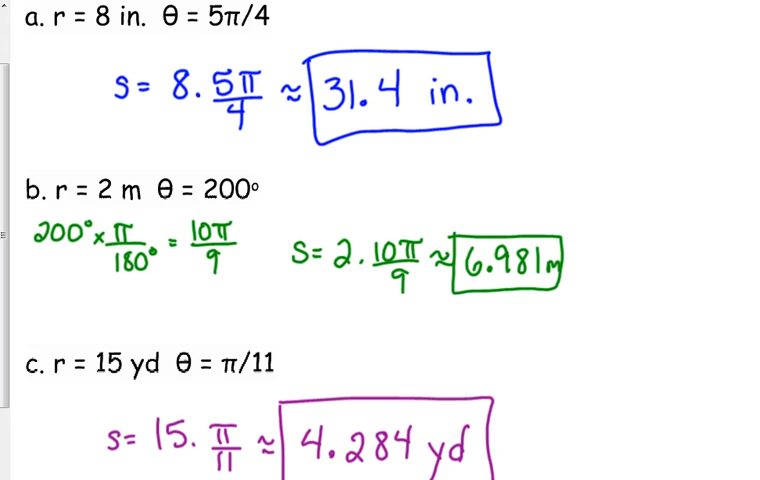 a. r = 8 in. θ = 5π/4
s = 8 · 5π/4 ≈ 31.4 in.
b. r = 2 m θ = 200°
200° × π/180° = 10π/9
s = 2 · 10π/9 ≈ 6.981 m
c. r = 15 yd θ = π/11
s = 15 · π/11 ≈ 4.284 yd